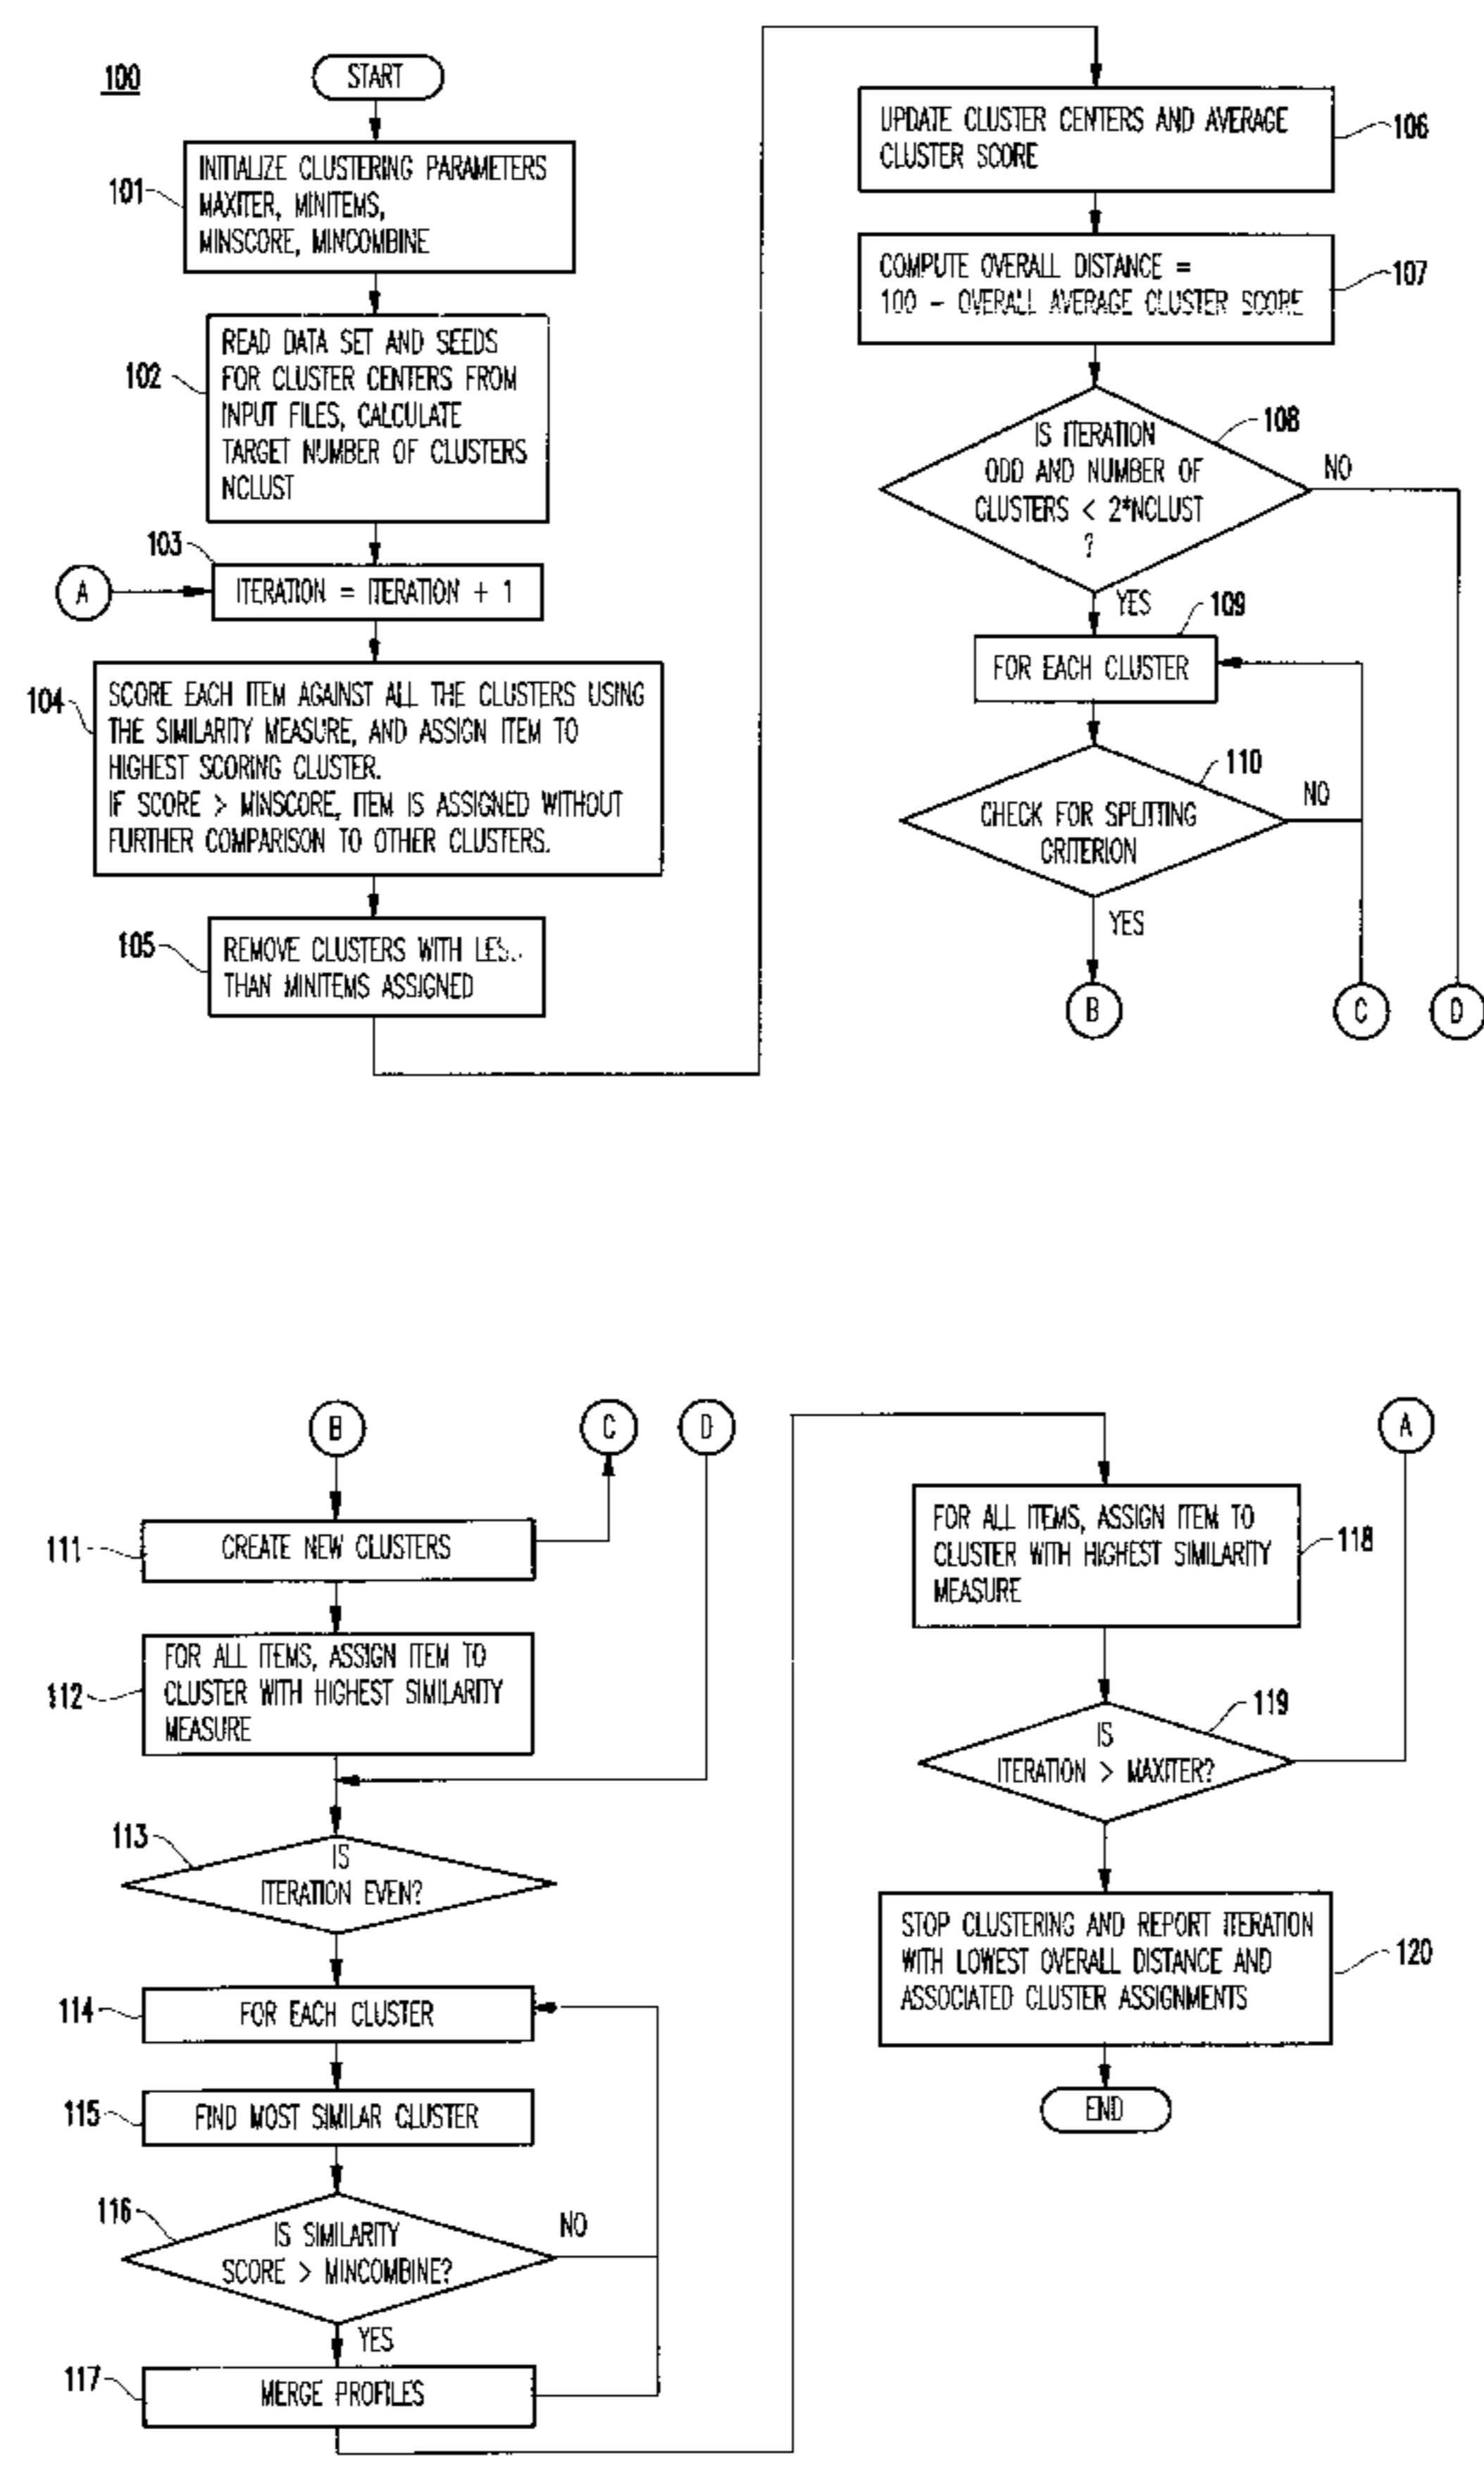 100
START
101
INITIALIZE CLUSTERING PARAMETERS
MAXITER, MINITEMS,
MINSCORE, MINCOMBINE
102
READ DATA SET AND SEEDS
FOR CLUSTER CENTERS FROM
INPUT FILES, CALCULATE
TARGET NUMBER OF CLUSTERS
NCLUST
103
A
ITERATION = ITERATION + 1
104
SCORE EACH ITEM AGAINST ALL THE CLUSTERS USING
THE SIMILARITY MEASURE, AND ASSIGN ITEM TO
HIGHEST SCORING CLUSTER.
IF SCORE > MINSCORE, ITEM IS ASSIGNED WITHOUT
FURTHER COMPARISON TO OTHER CLUSTERS.
105
REMOVE CLUSTERS WITH
THAN MINITEMS ASSIGNED
UPDATE CLUSTER CENTERS AND AVERAGE
CLUSTER SCORE
106
COMPUTE OVERALL DISTANCE =
100 - OVERALL AVERAGE CLUSTER SCORE
107
IS ITERATION
ODD AND NUMBER OF
CLUSTERS < 2*NCLUST
?
108
NO
YES
109
FOR EACH CLUSTER
110
CHECK FOR SPLITTING
CRITERION
NO
YES
B
C
D
B
C
D
111
CREATE NEW CLUSTERS
112
FOR ALL ITEMS, ASSIGN ITEM TO
CLUSTER WITH HIGHEST SIMILARITY
MEASURE
113
IS
ITERATION EVEN?
114
FOR EACH CLUSTER
115
FIND MOST SIMILAR CLUSTER
116
IS SIMILARITY
SCORE > MINCOMBINE?
NO
YES
117
MERGE PROFILES
A
FOR ALL ITEMS, ASSIGN ITEM TO
CLUSTER WITH HIGHEST SIMILARITY
MEASURE
118
119
IS
ITERATION > MAXITER?
STOP CLUSTERING AND REPORT ITERATION
WITH LOWEST OVERALL DISTANCE AND
ASSOCIATED CLUSTER ASSIGNMENTS
120
END